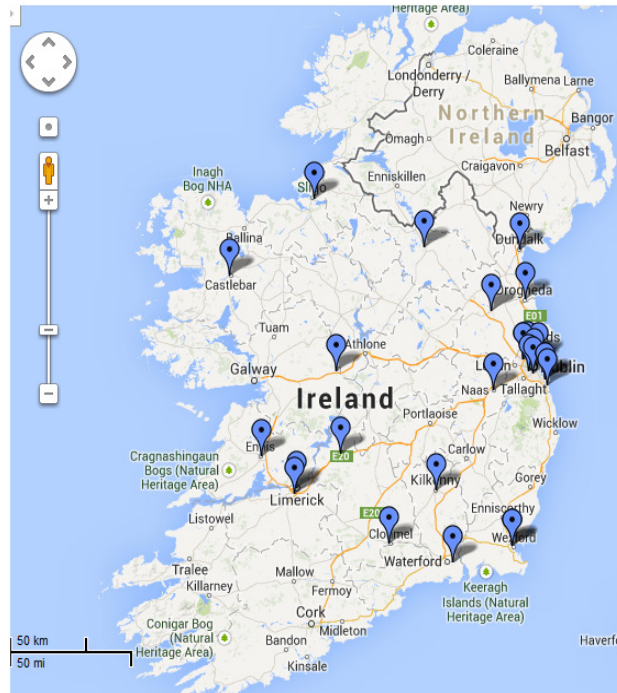 Heritage Area)
Coleraine
Londonderry /
Derry
Ballymena
Larne
Northern
Ireland
Bangor
Omagh
Belfast
Craigavon
Inagh
Bog NHA
Enniskillen
Sligo
Newry
Ballina
Dundalk
Castlebar
Drogheda
E01
Tuam
Athlone
Galway
Dublin
Naas
Tallaght
Ireland
Portlaoise
Wicklow
Cragnashingaun
Bogs (Natural
Heritage Area)
Ennis
E20
Carlow
Kilkenny
Gorey
Limerick
Enniscorthy
Listowel
E20
Clonmel
Wexford
Tralee
Waterford
Killarney
Mallow
Fermoy
Keeragh
Islands (Natural
Heritage Area)
Cork
Midleton
Conigar Bog
(Natural
Heritage Area)
Bandon
Kinsale
Haverfo
50 km
50 mi